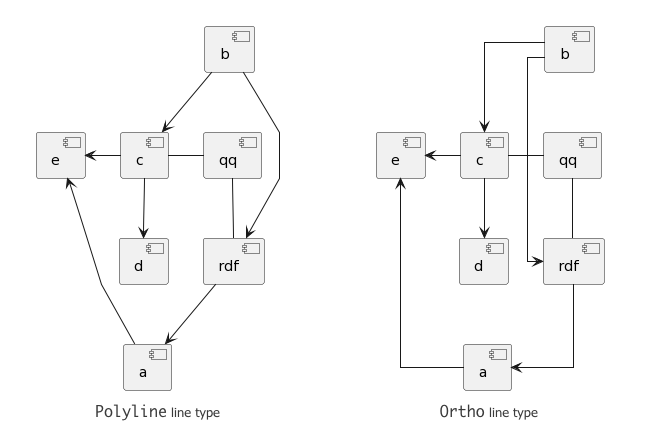 b
b
e
c
qq
e
c
qq
d
rdf
d
rdf
a
a
Polyline line type
Ortho line type